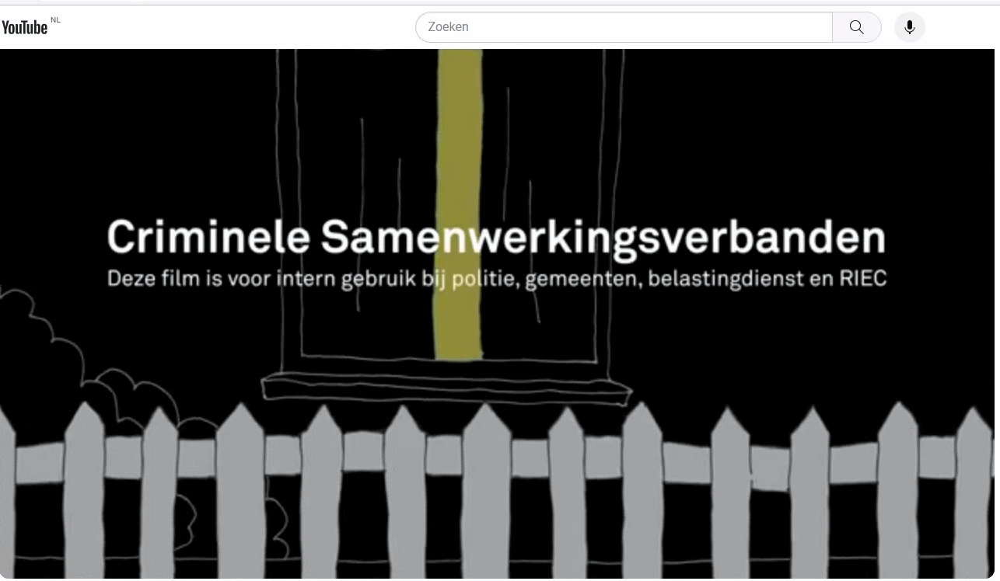 YouTube NL
Zoeken
Criminele Samenwerkingsverbanden
Deze film is voor intern gebruik bij politie, gemeenten, belastingdienst en RIEC